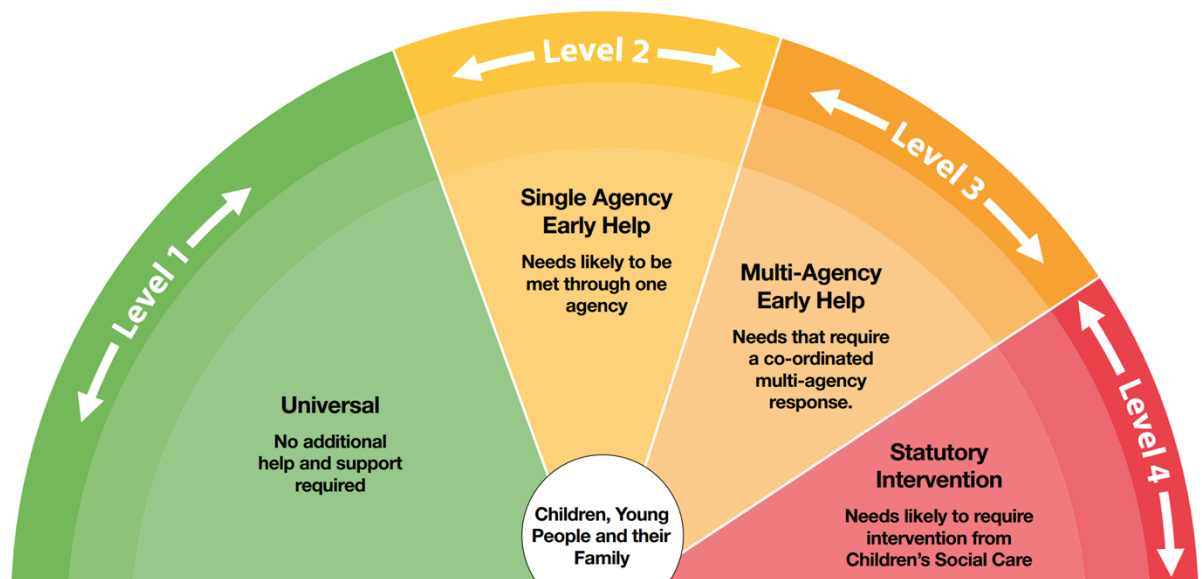 Level 1
Universal
No additional
help and support
required
Level 2
Single Agency
Early Help
Needs likely to be
met through one
agency
Level 3
Multi-Agency
Early Help
Needs that require
a co-ordinated
multi-agency
response.
Level 4
Statutory
Intervention
Needs likely to require
intervention from
Children’s Social Care
Children, Young
People and their
Family